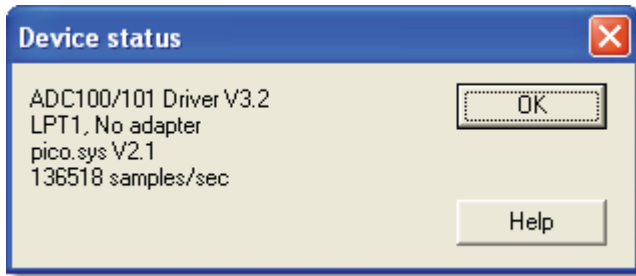 Device status
ADC100/101 Driver V3.2
LPT1, No adapter
pico.sys V2.1
136518 samples/sec
OK
Help